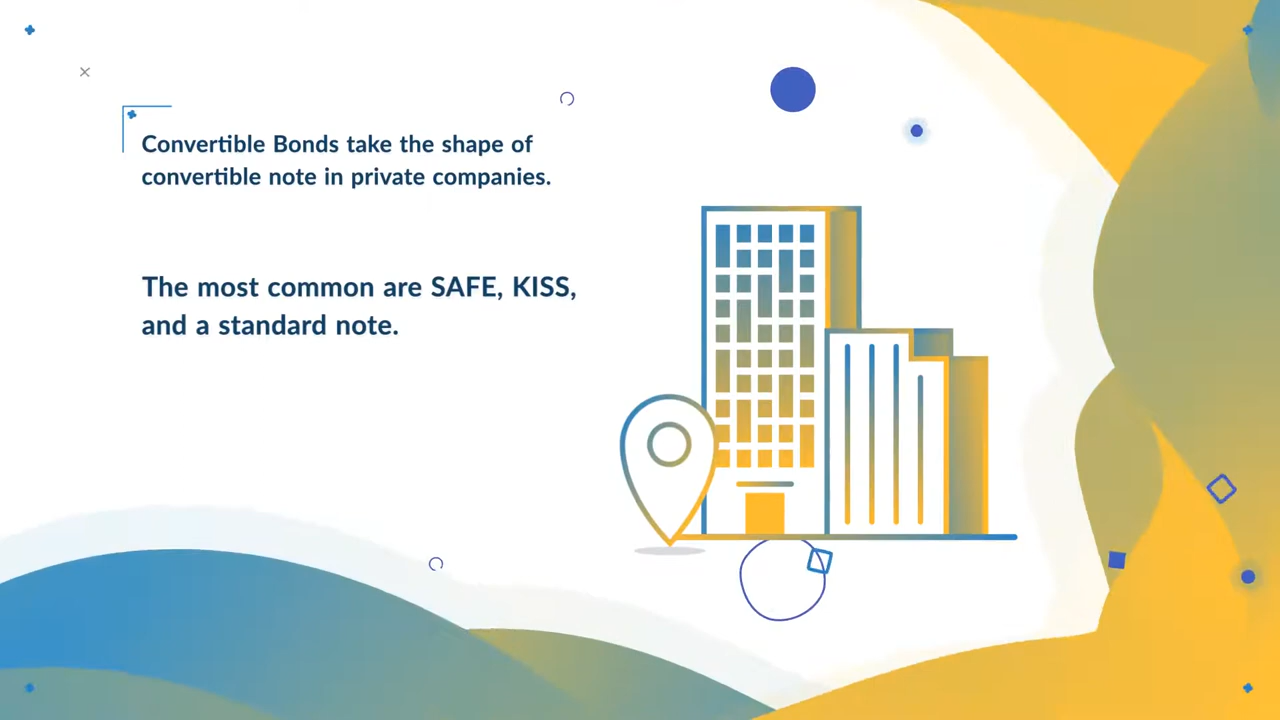 Convertible Bonds take the shape of
convertible note in private companies.
The most common are SAFE, KISS,
and a standard note.